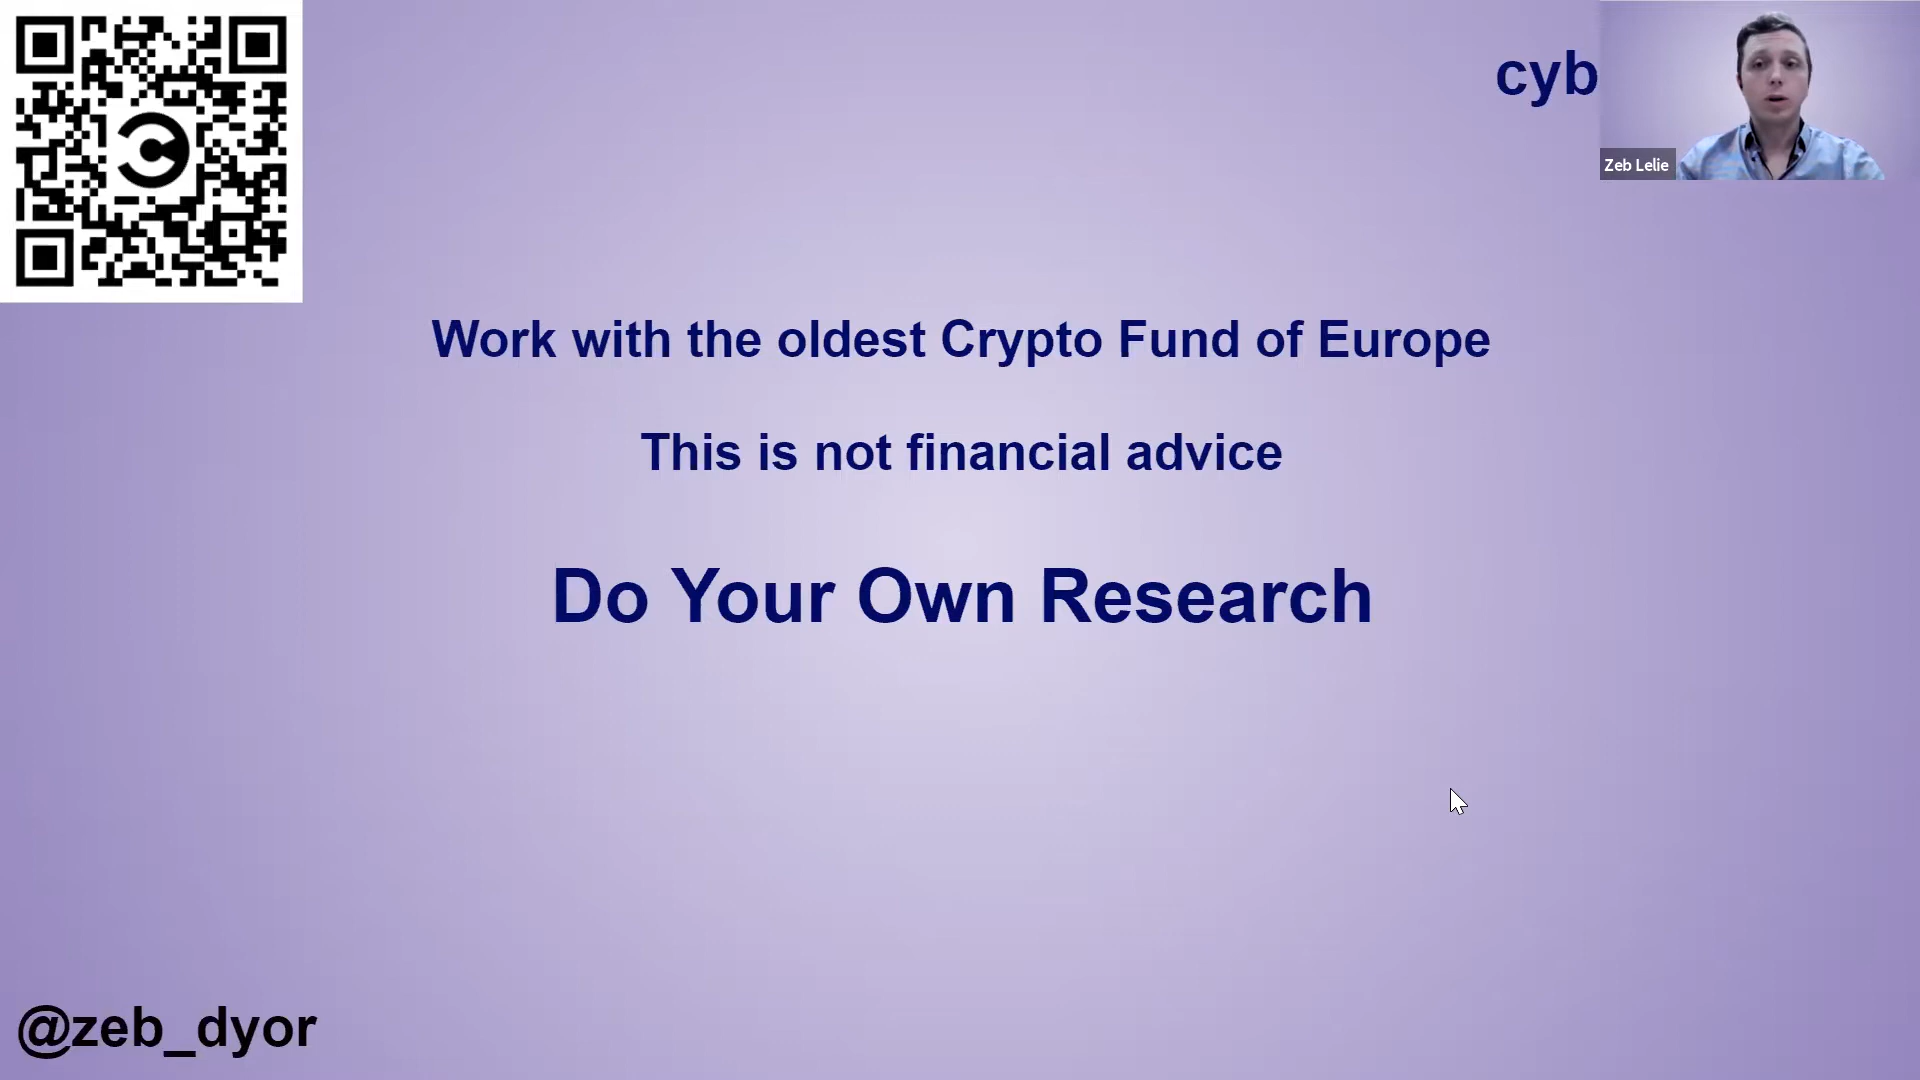 cyb
Zeb Lelie
Work with the oldest Crypto Fund of Europe
This is not financial advice
Do Your Own Research
@zeb_dyor